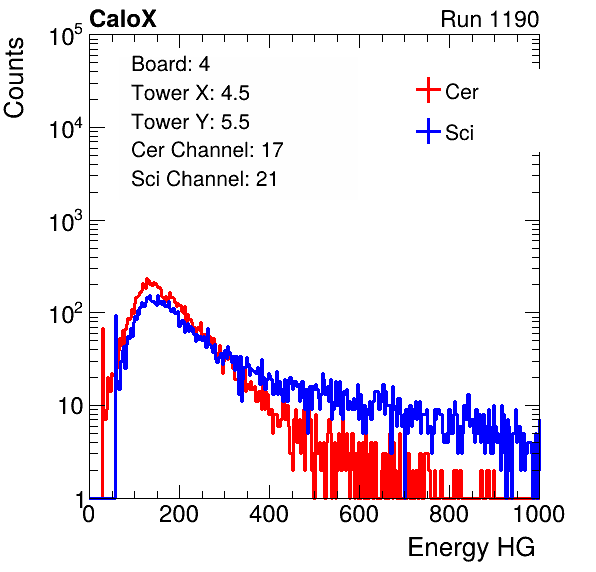 CaloX Run 1190
Counts
10^5
10^4
10^3
10^2
10
1
Board: 4
Tower X: 4.5
Tower Y: 5.5
Cer Channel: 17
Sci Channel: 21
Cer
Sci
0 200 400 600 800 1000
Energy HG